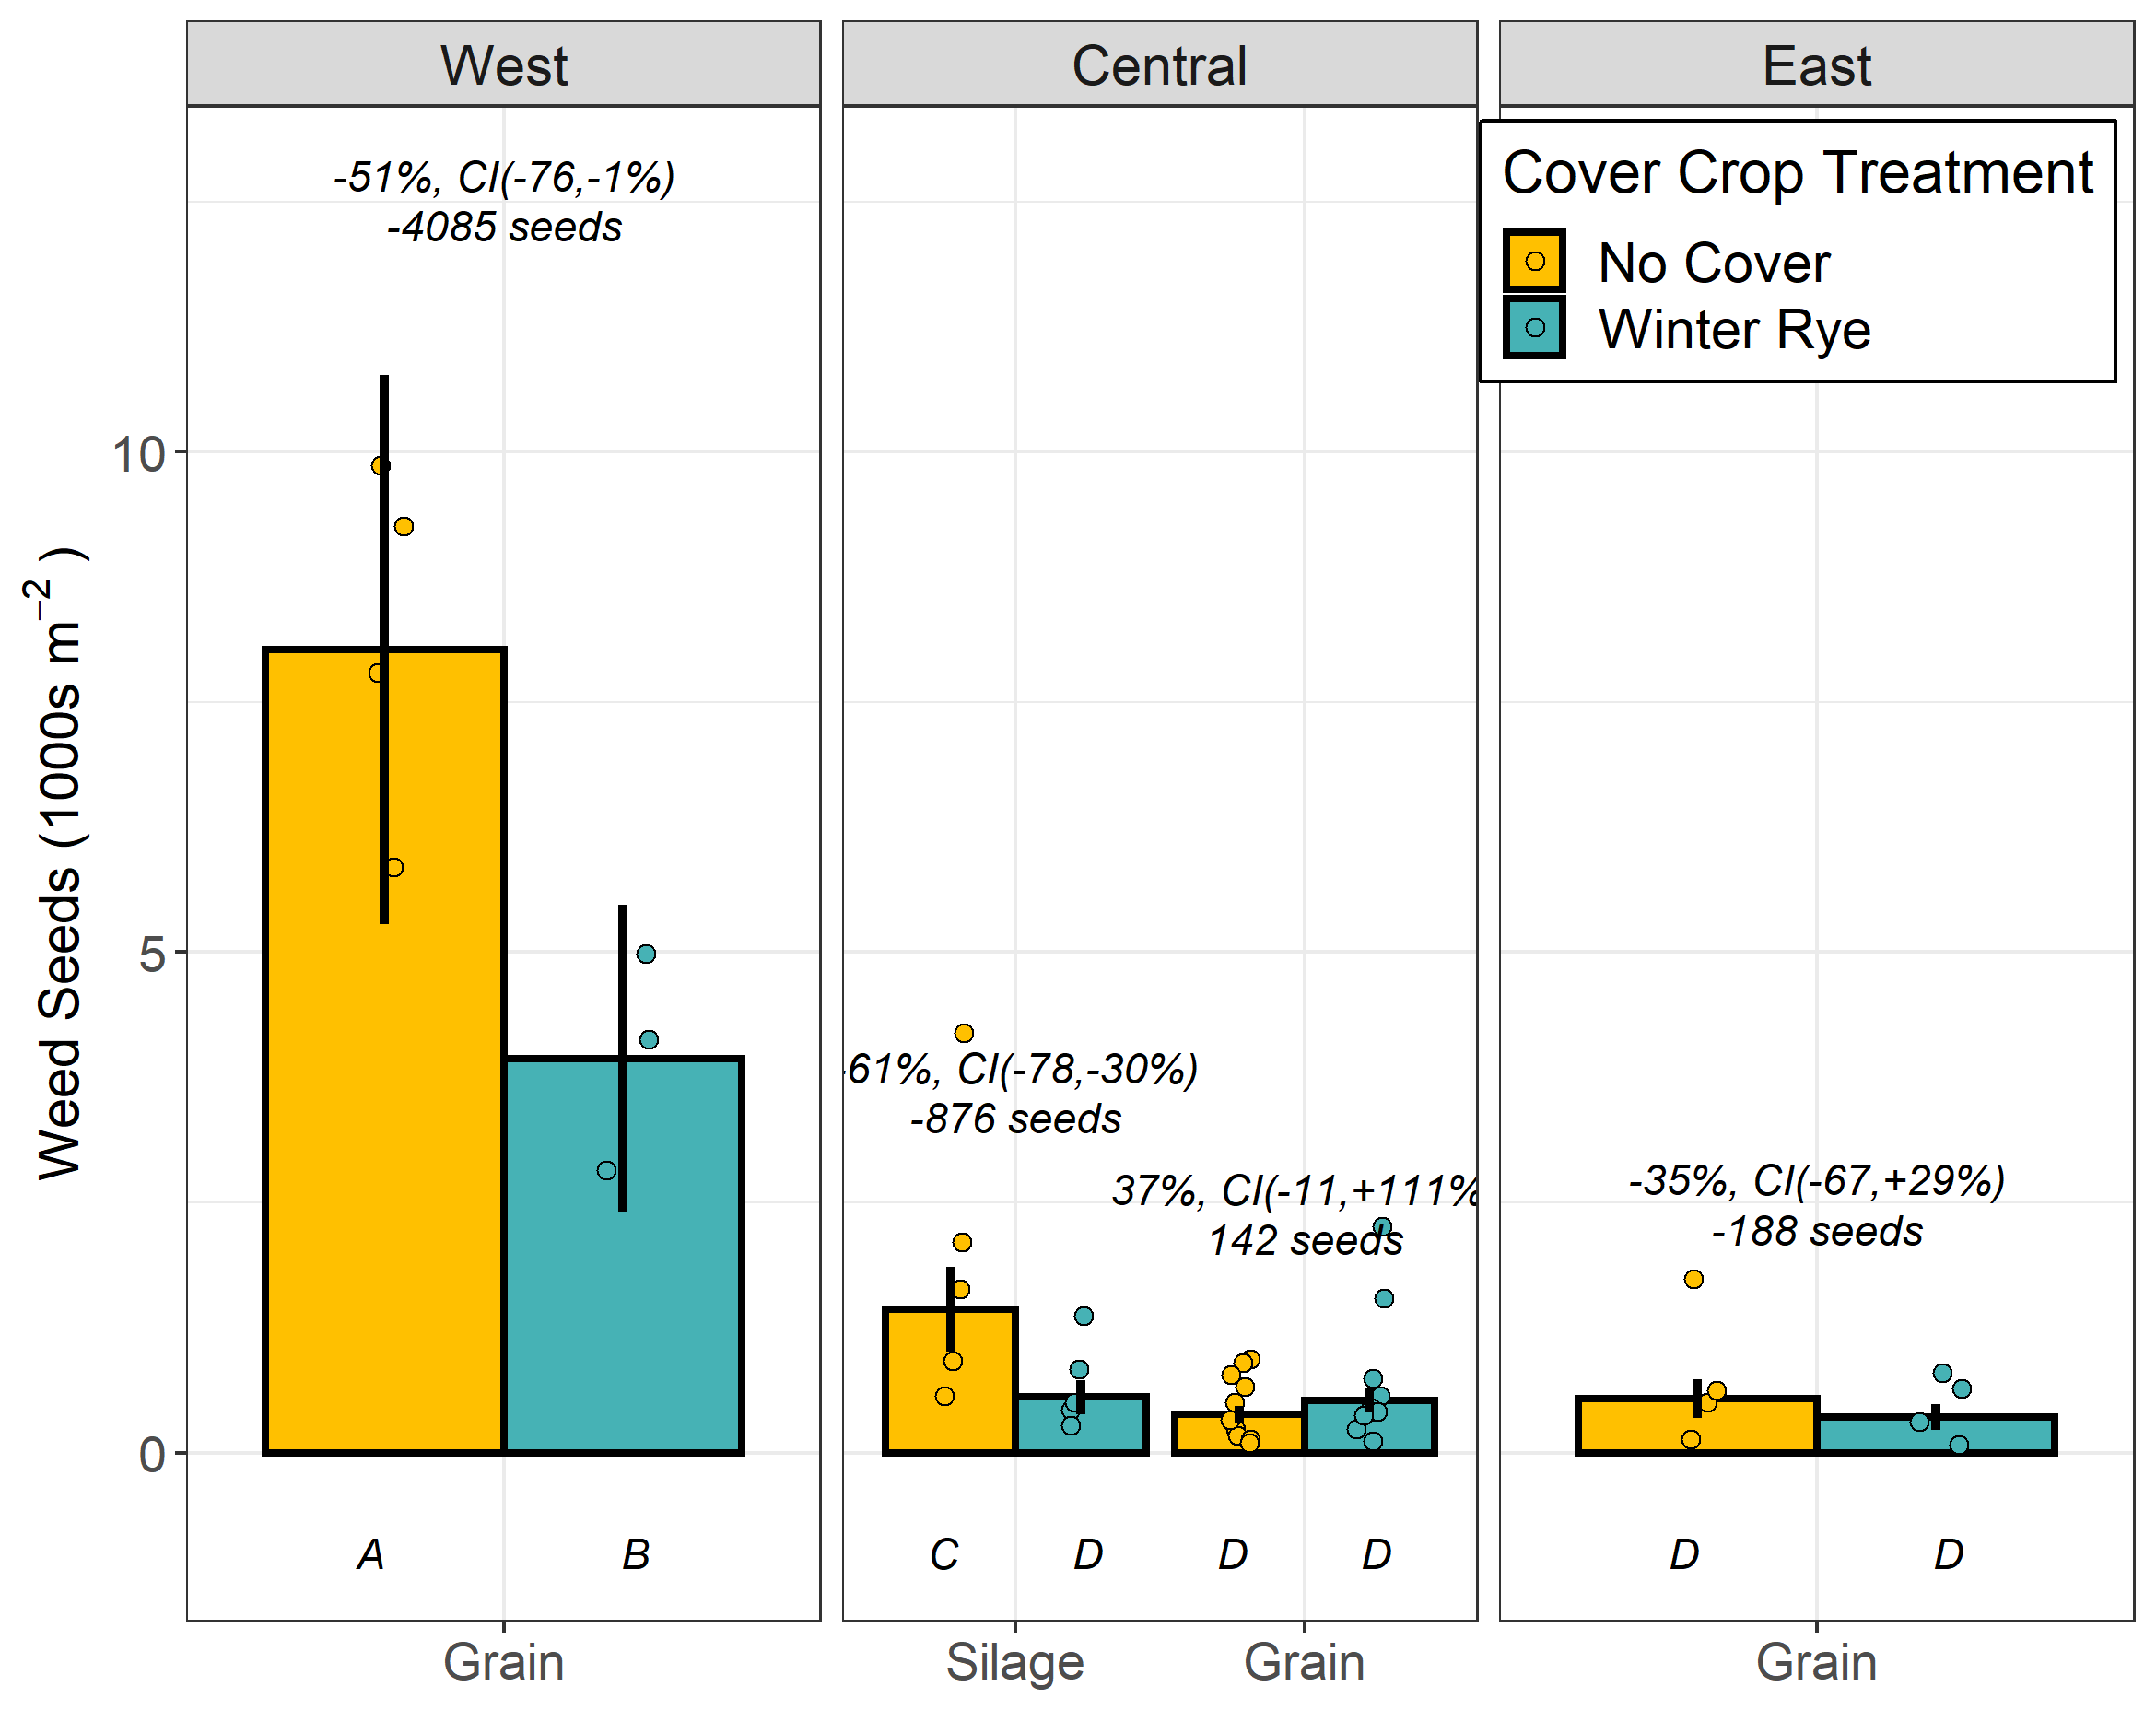 West
Central
East
Cover Crop Treatment
No Cover
Winter Rye
-51%, CI(-76,-1%)
-4085 seeds
-61%, CI(-78,-30%)
-876 seeds
37%, CI(-11,+111%
142 seeds
-35%, CI(-67,+29%)
-188 seeds
10
5
0
Weed Seeds (1000s m⁻²)
A
B
C
D
D
D
D
D
Grain
Silage
Grain
Grain